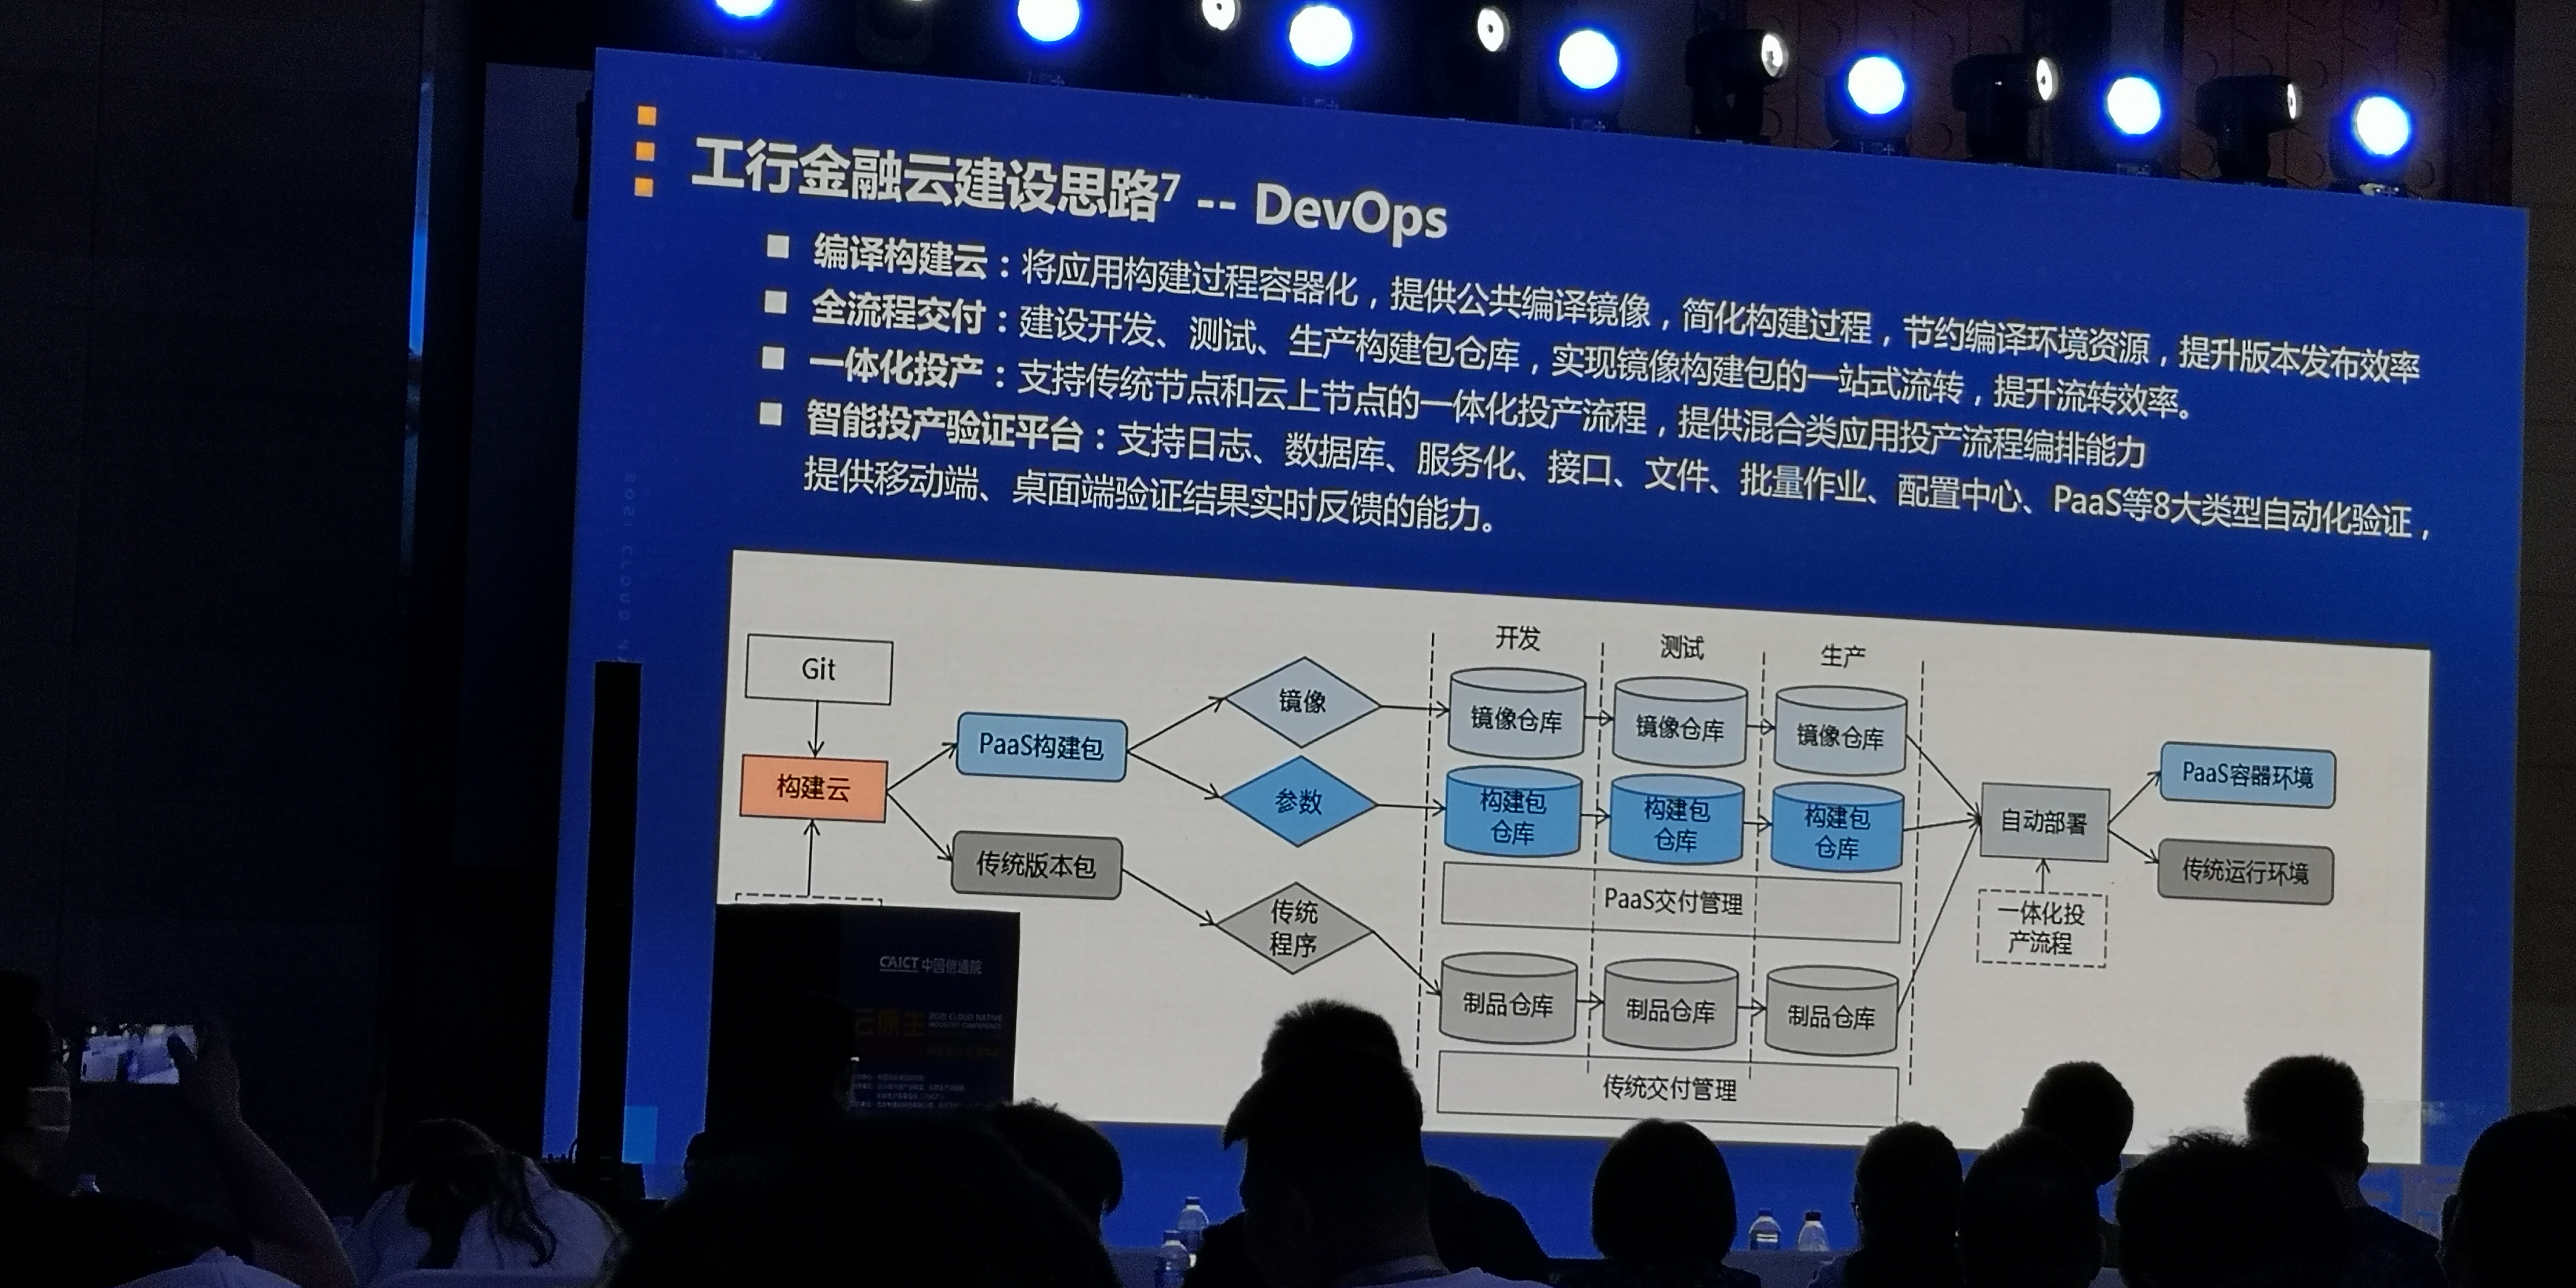 工行金融云建设思路7 -- DevOps
编译构建云：将应用构建过程容器化，提供公共编译镜像，简化构建过程，节约编译环境资源，提升版本发布效率
全流程交付：建设开发、测试、生产构建包仓库，实现镜像构建包的一站式流转，提升流转效率。
一体化投产：支持传统节点和云上节点的一体化投产流程，提供混合类应用投产流程编排能力
智能投产验证平台：支持日志、数据库、服务化、接口、文件、批量作业、配置中心、PaaS等8大类型自动化验证，
提供移动端、桌面端验证结果实时反馈的能力。
开发
测试
生产
Git
镜像
镜像仓库
镜像仓库
镜像仓库
PaaS构建包
构建云
参数
构建包
仓库
构建包
仓库
构建包
仓库
自动部署
PaaS容器环境
传统版本包
传统运行环境
PaaS交付管理
传统
程序
一体化投
产流程
制品仓库
制品仓库
制品仓库
传统交付管理
CAICT 中国信通院
云原生
2021 CLOUD NATIVE
INDUSTRY CONFERENCE